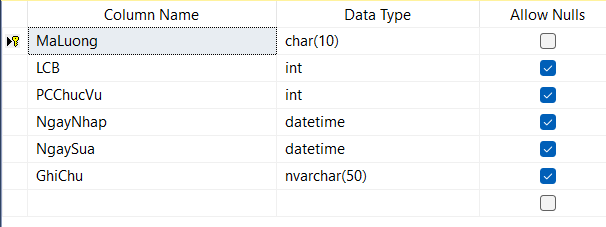 Column Name Data Type Allow Nulls
MaLuong char(10)
LCB int
PCChucVu int
NgayNhap datetime
NgaySua datetime
GhiChu nvarchar(50)